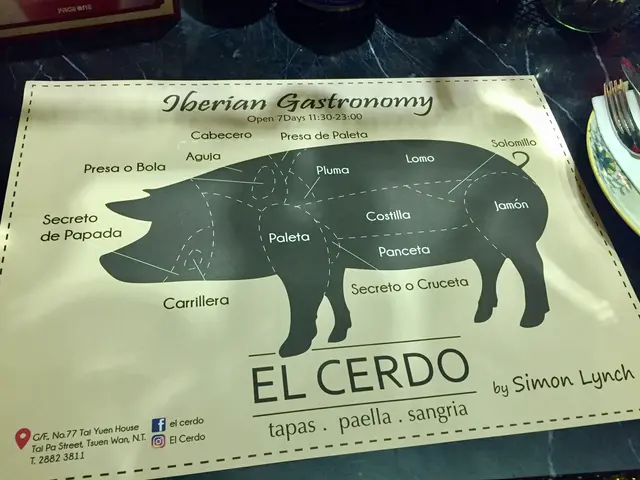 Iberian Gastronomy
Open 7Days 11:30-23:00
Cabecero
Presa de Paleta
Aguja
Solomillo
Presa o Bola
Pluma
Lomo
Secreto
de Papada
Paleta
Costilla
Jamón
Panceta
Carrillera
Secreto o Cruceta
EL CERDO
by Simon Lynch
tapas . paella . sangria
G/F, No.77 Tai Yuen House
Tai Pa Street, Tsuen Wan, N.T.
T. 2882 3811
el cerdo
El Cerdo